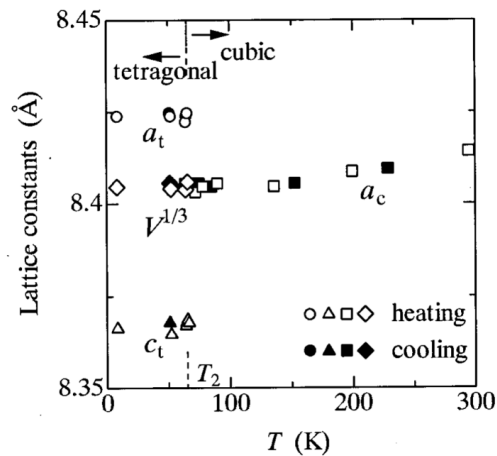 8.45
cubic
tetragonal
a_t
8.4
V^{1/3}
a_c
○△□◇ heating
●▲■◆ cooling
c_t
T_2
8.35
0
100
200
300
T (K)
Lattice constants (Å)